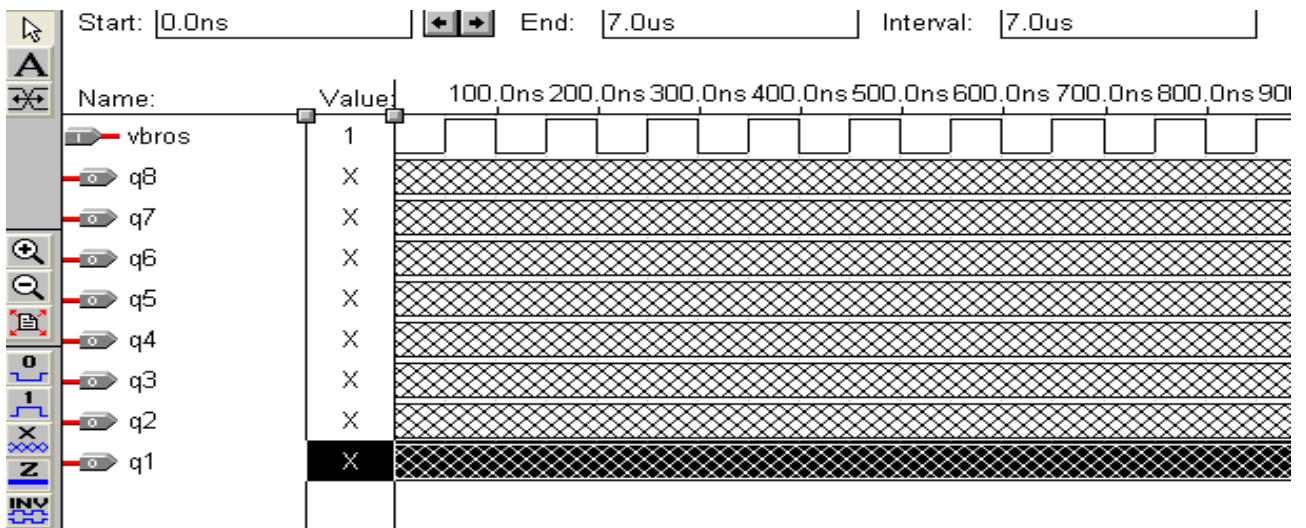 Start: 0.0ns End: 7.0us Interval: 7.0us
A
Name: Value: 100.0ns 200.0ns 300.0ns 400.0ns 500.0ns 600.0ns 700.0ns 800.0ns 900
vbros 1
q8 X
q7 X
q6 X
q5 X
q4 X
0
q3 X
1
q2 X
X
q1 X
Z
INV